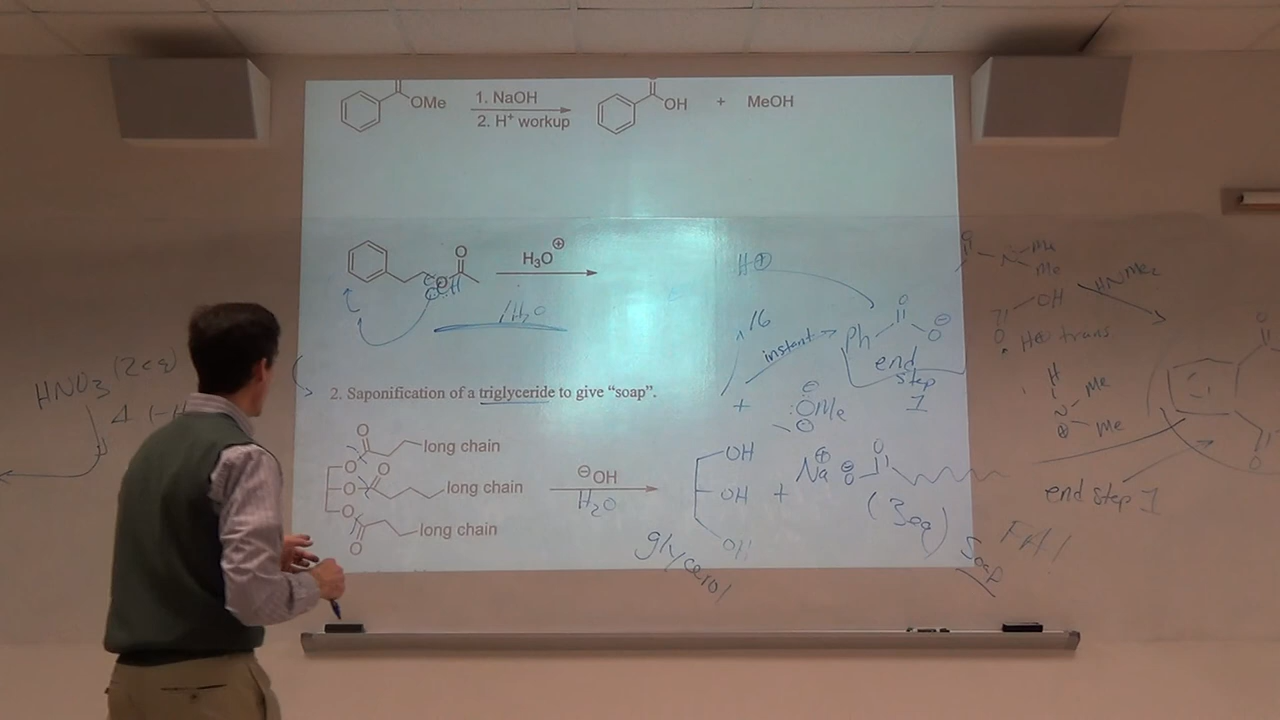 OMe
1. NaOH
2. H⁺ workup
OH
+
MeOH
O
O
H₃O⊕
/H₂O
H⊕
instant
Ph
O
O⊖
end
step
1
⊖
:OMe
+
2. Saponification of a triglyceride to give “soap”.
O
O
long chain
O
O
long chain
O
O
long chain
⊖OH
H₂O
OH
OH
OH
glycerol
+
Na⊕
⊖O
O
(3eq)
Soap
HNO₃ (2eq)
Δ
O
N
Me
Me
HNMe₂
OH
O
H⊕ trans
H
N
⊕
Me
Me
end step 1
O
O